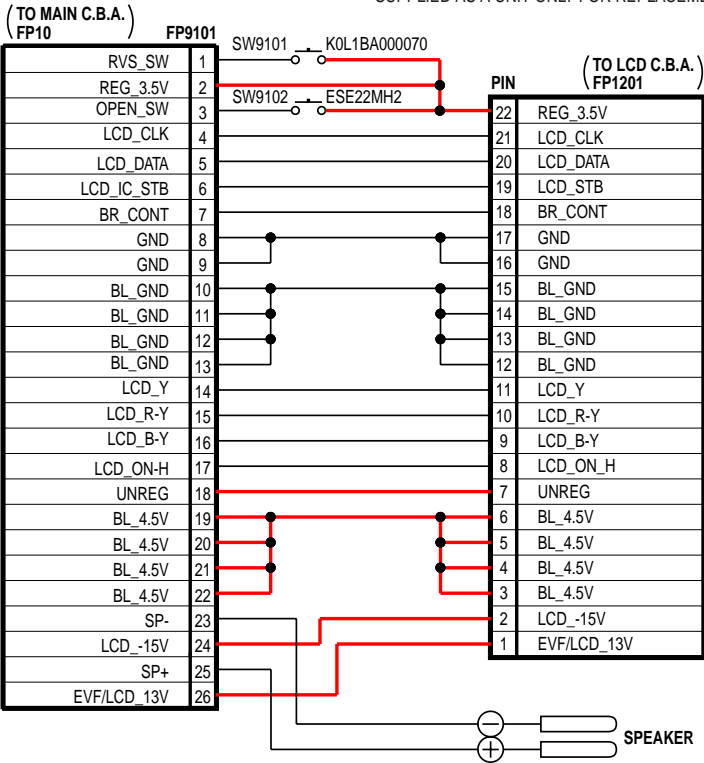 SUPPLIED AS A UNIT ONLY FOR REPLACEME
(TO MAIN C.B.A.)
FP10 FP9101
RVS_SW 1
REG_3.5V 2
OPEN_SW 3
LCD_CLK 4
LCD_DATA 5
LCD_IC_STB 6
BR_CONT 7
GND 8
GND 9
BL_GND 10
BL_GND 11
BL_GND 12
BL_GND 13
LCD_Y 14
LCD_R-Y 15
LCD_B-Y 16
LCD_ON-H 17
UNREG 18
BL_4.5V 19
BL_4.5V 20
BL_4.5V 21
BL_4.5V 22
SP- 23
LCD_-15V 24
SP+ 25
EVF/LCD_13V 26
SW9101 K0L1BA000070
SW9102 ESE22MH2
(TO LCD C.B.A.)
PIN FP1201
22 REG_3.5V
21 LCD_CLK
20 LCD_DATA
19 LCD_STB
18 BR_CONT
17 GND
16 GND
15 BL_GND
14 BL_GND
13 BL_GND
12 BL_GND
11 LCD_Y
10 LCD_R-Y
9 LCD_B-Y
8 LCD_ON_H
7 UNREG
6 BL_4.5V
5 BL_4.5V
4 BL_4.5V
3 BL_4.5V
2 LCD_-15V
1 EVF/LCD_13V
−
+
SPEAKER